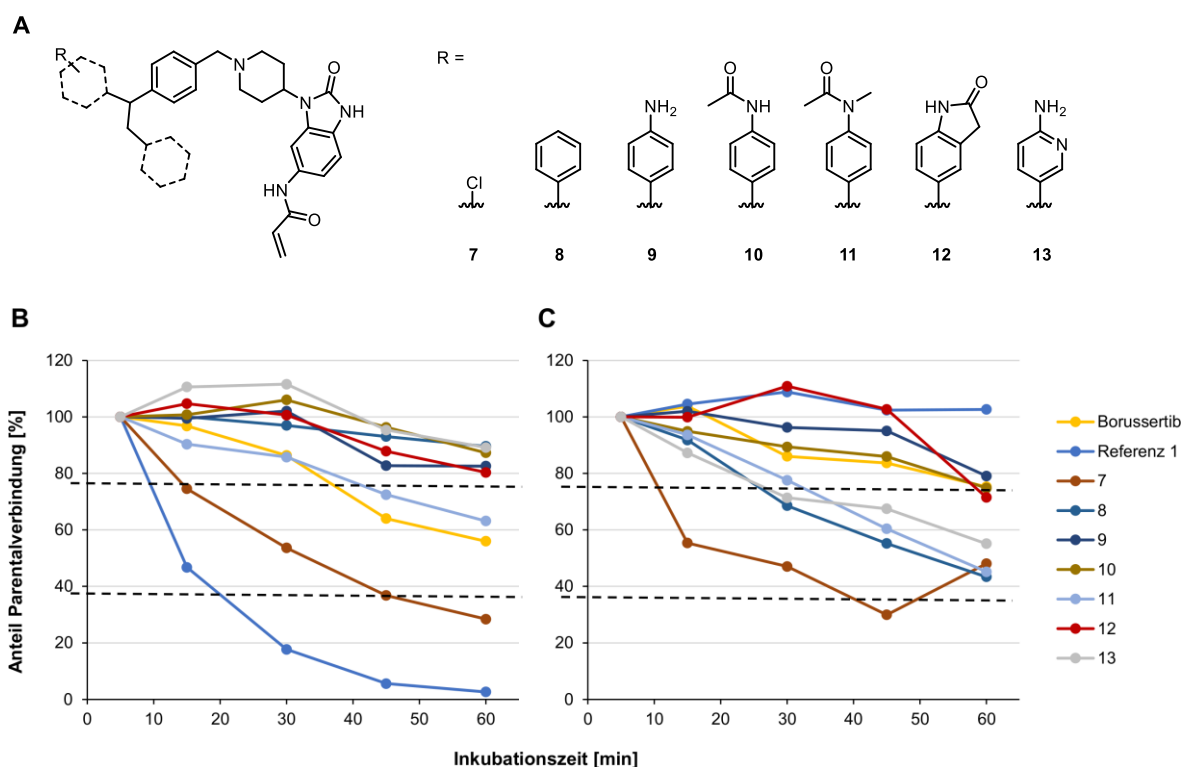 A
R
R =
N
O
N
NH
HN
O
Cl
NH2
O
NH
O
N
HN
O
NH2
N
7 8 9 10 11 12 13
B
C
120
100
80
60
40
20
0
0 10 20 30 40 50 60
120
100
80
60
40
20
0
0 10 20 30 40 50 60
Anteil Parentalverbindung [%]
Inkubationszeit [min]
Borussertib
Referenz 1
7
8
9
10
11
12
13